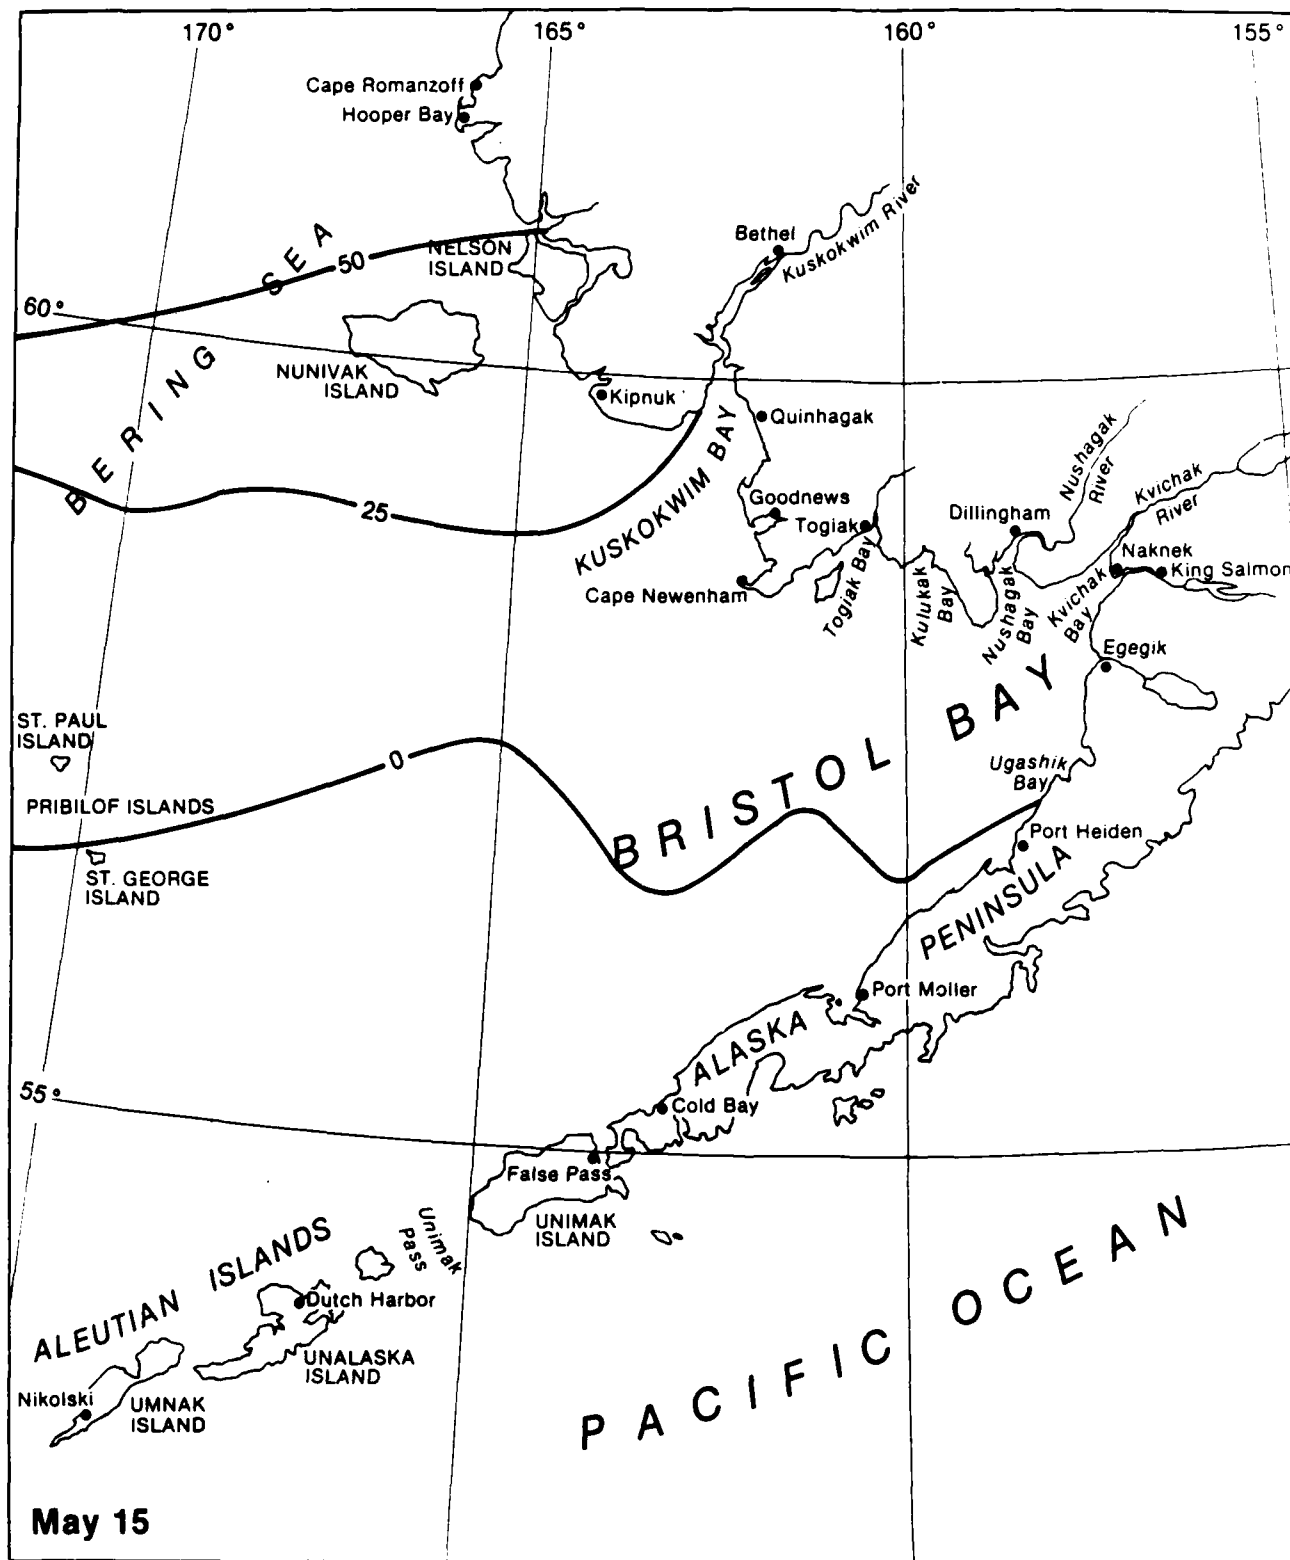 170°
165°
160°
155°
Cape Romanzoff
Hooper Bay
BERING SEA
50
NELSON
ISLAND
Bethel
Kuskokwim River
60°
NUNIVAK
ISLAND
Kipnuk
Quinhagak
KUSKOKWIM BAY
25
Goodnews
Togiak
Dillingham
Nushagak
River
Kvichak
River
Naknek
King Salmon
Cape Newenham
Togiak Bay
Kulukak
Bay
Nushagak
Bay
Kvichak
Bay
Egegik
ST. PAUL
ISLAND
0
BRISTOL BAY
Ugashik
Bay
PRIBILOF ISLANDS
Port Heiden
ST. GEORGE
ISLAND
ALASKA PENINSULA
Port Moller
55°
Cold Bay
False Pass
UNIMAK
ISLAND
Unimak
Pass
ALEUTIAN ISLANDS
Dutch Harbor
UNALASKA
ISLAND
Nikolski
UMNAK
ISLAND
PACIFIC OCEAN
May 15